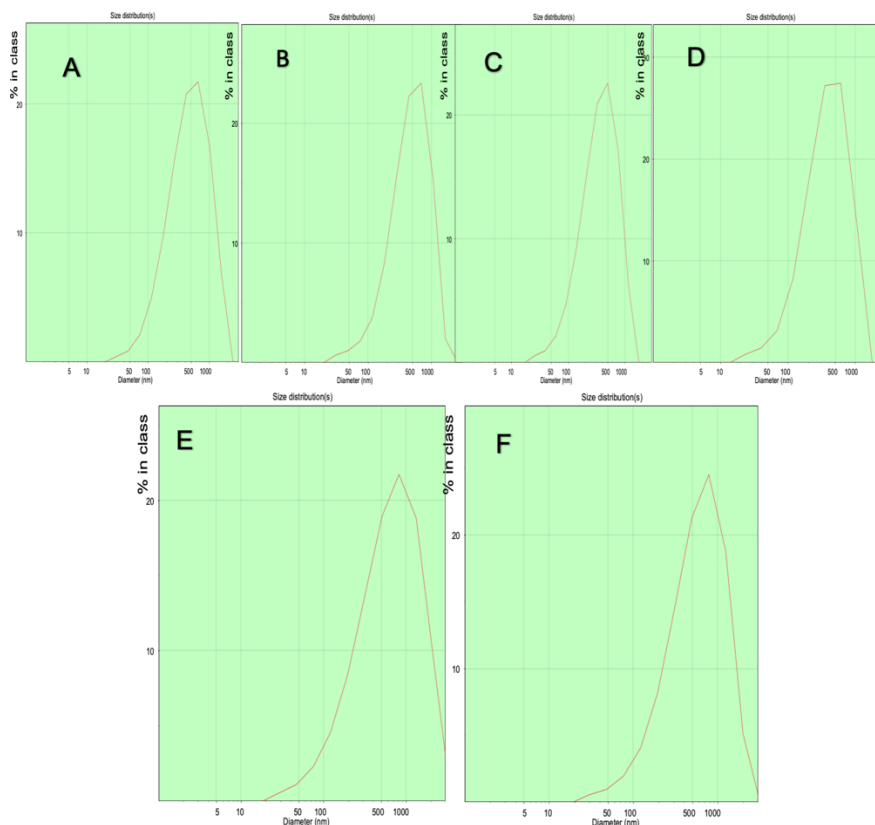 Size distribution(s)
% in class
A
20
10
5 10 50 100 500 1000
Diameter (nm)
Size distribution(s)
% in class
B
20
10
5 10 50 100 500 1000
Diameter (nm)
Size distribution(s)
% in class
C
20
10
5 10 50 100 500 1000
Diameter (nm)
Size distribution(s)
% in class
D
30
20
10
5 10 50 100 500 1000
Diameter (nm)
Size distribution(s)
% in class
E
20
10
5 10 50 100 500 1000
Diameter (nm)
Size distribution(s)
% in class
F
20
10
5 10 50 100 500 1000
Diameter (nm)